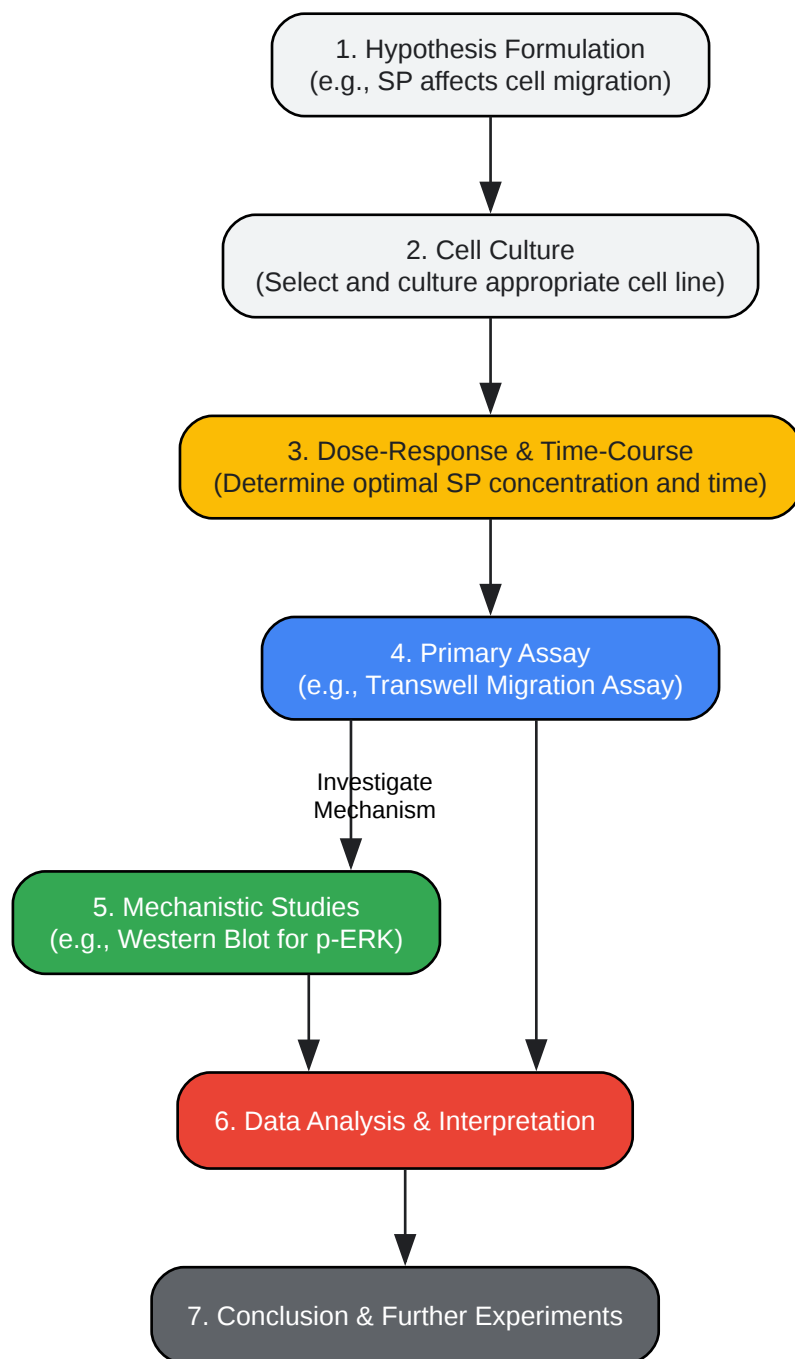 1. Hypothesis Formulation
(e.g., SP affects cell migration)
2. Cell Culture
(Select and culture appropriate cell line)
3. Dose-Response & Time-Course
(Determine optimal SP concentration and time)
4. Primary Assay
(e.g., Transwell Migration Assay)
Investigate
Mechanism
5. Mechanistic Studies
(e.g., Western Blot for p-ERK)
6. Data Analysis & Interpretation
7. Conclusion & Further Experiments